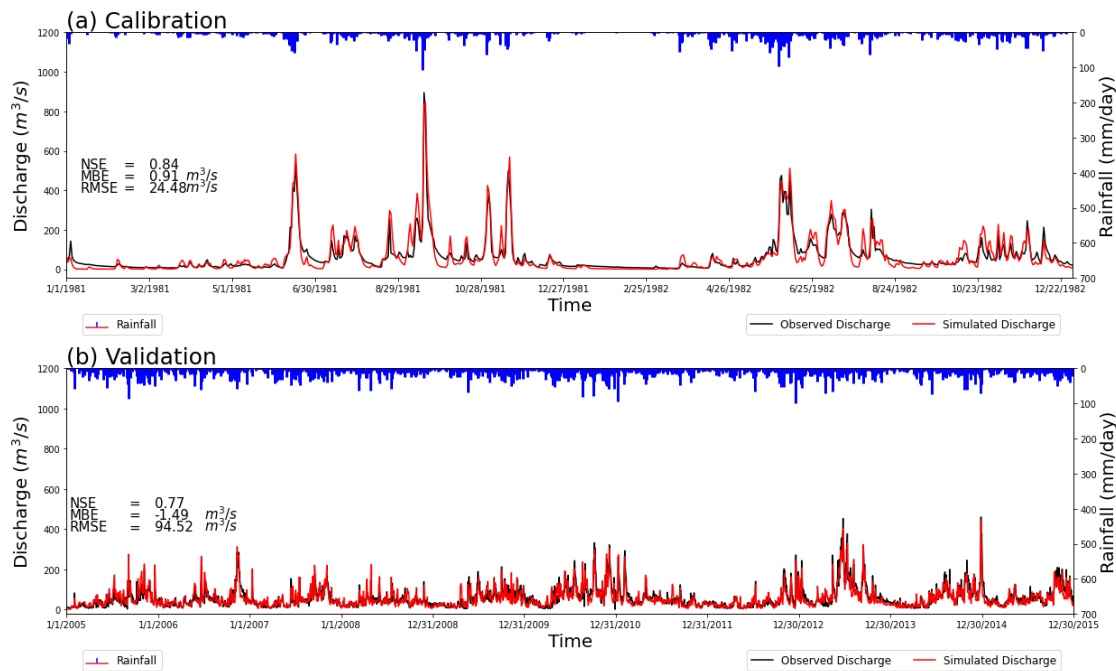 (a) Calibration
1200
1000
800
600
400
200
0
Discharge (m³/s)
NSE = 0.84
MBE = 0.91 m³/s
RMSE = 24.48 m³/s
0
100
200
300
400
500
600
700
Rainfall (mm/day)
1/1/1981 3/2/1981 5/1/1981 6/30/1981 8/29/1981 10/28/1981 12/27/1981 2/25/1982 4/26/1982 6/25/1982 8/24/1982 10/23/1982 12/22/1982
Time
Rainfall Observed Discharge Simulated Discharge
(b) Validation
1200
1000
800
600
400
200
0
Discharge (m³/s)
NSE = 0.77
MBE = -1.49 m³/s
RMSE = 94.52 m³/s
0
100
200
300
400
500
600
700
Rainfall (mm/day)
1/1/2005 1/1/2006 1/1/2007 1/1/2008 12/31/2008 12/31/2009 12/31/2010 12/31/2011 12/30/2012 12/30/2013 12/30/2014 12/30/2015
Time
Rainfall Observed Discharge Simulated Discharge